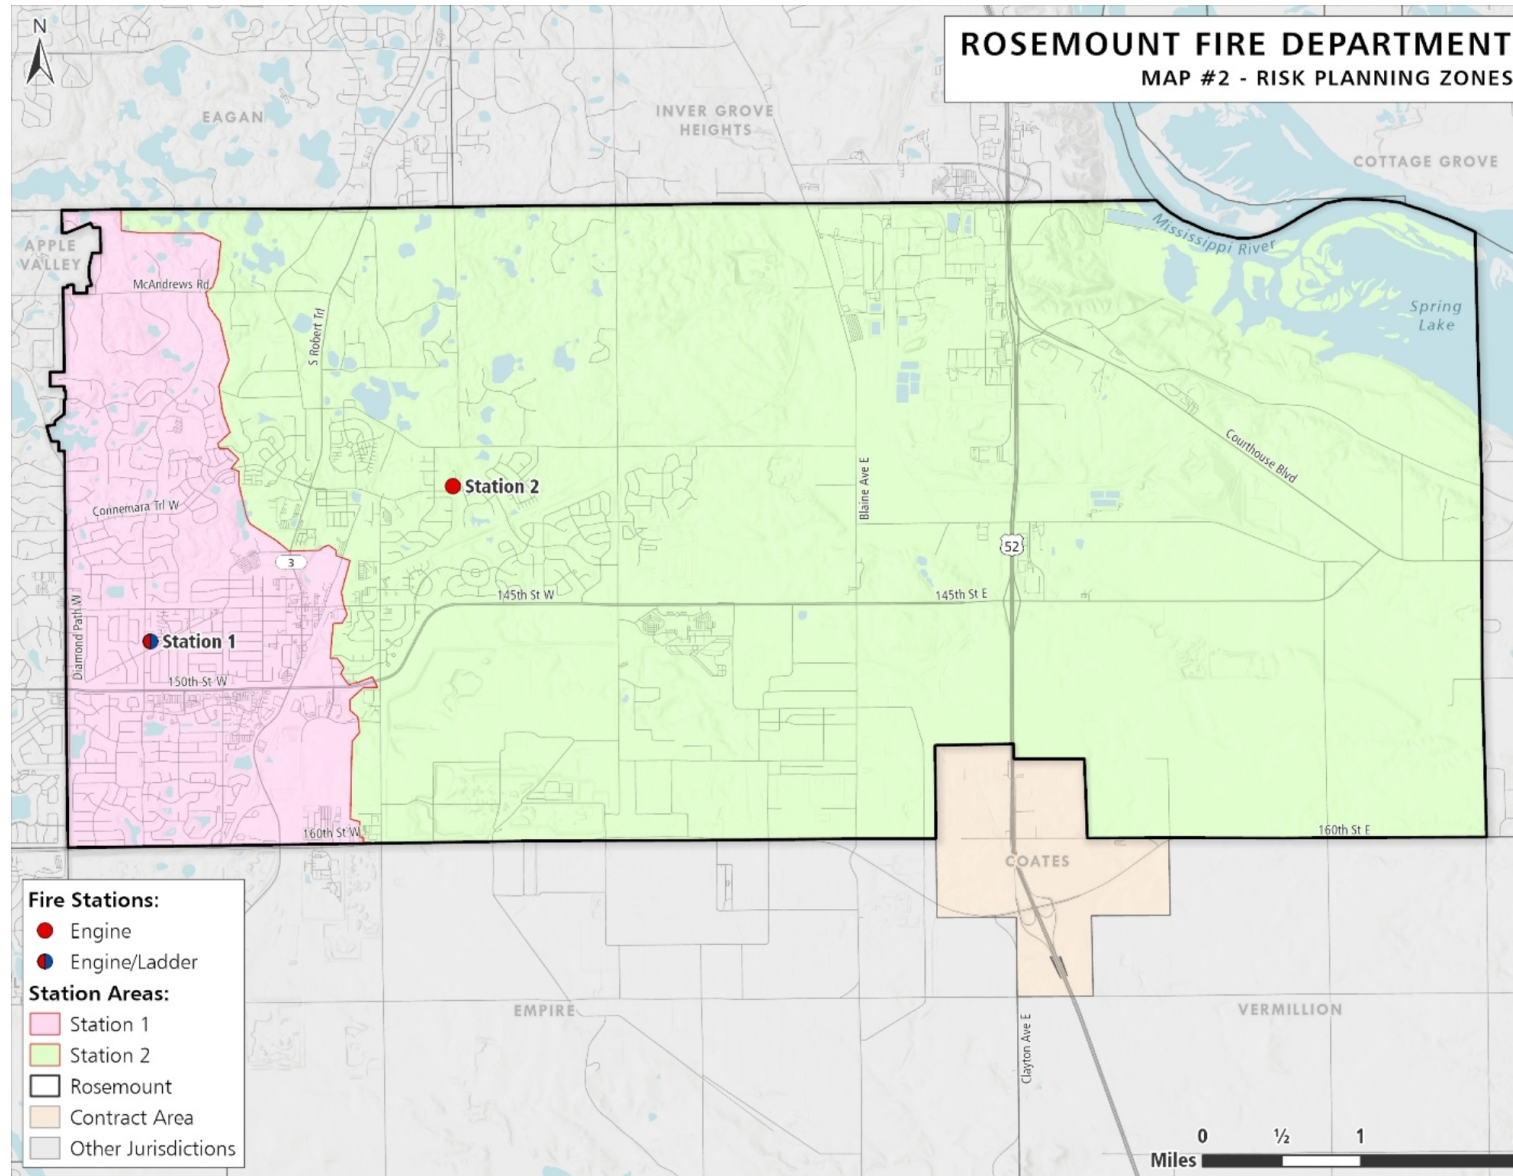 N
ROSEMOUNT FIRE DEPARTMENT
MAP #2 - RISK PLANNING ZONES
EAGAN
INVER GROVE
HEIGHTS
COTTAGE GROVE
APPLE
VALLEY
Mississippi River
McAndrews Rd
S Robert Trl
Spring
Lake
Courthouse Blvd
Station 2
Blaine Ave E
Connemara Trl W
52
3
145th St W
145th St E
Diamond Path W
Station 1
150th St W
160th St W
160th St E
COATES
Fire Stations:
Engine
Engine/Ladder
Station Areas:
Station 1
Station 2
Rosemount
Contract Area
Other Jurisdictions
EMPIRE
VERMILLION
Clayton Ave E
0 ½ 1
Miles